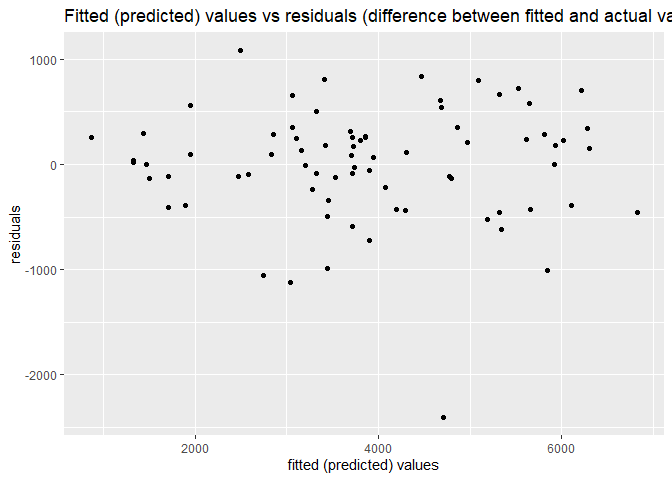 Fitted (predicted) values vs residuals (difference between fitted and actual va
1000
0
-1000
-2000
residuals
2000 4000 6000
fitted (predicted) values